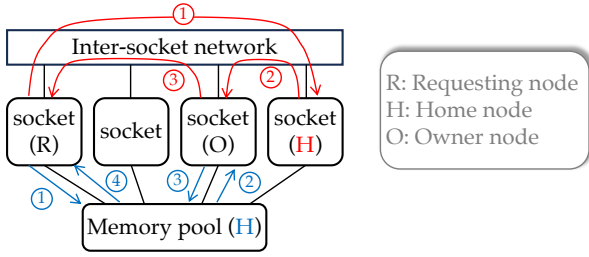 ①
Inter-socket network
③
②
socket
(R)
socket
socket
(O)
socket
(H)
①
④
③
②
Memory pool (H)
R: Requesting node
H: Home node
O: Owner node